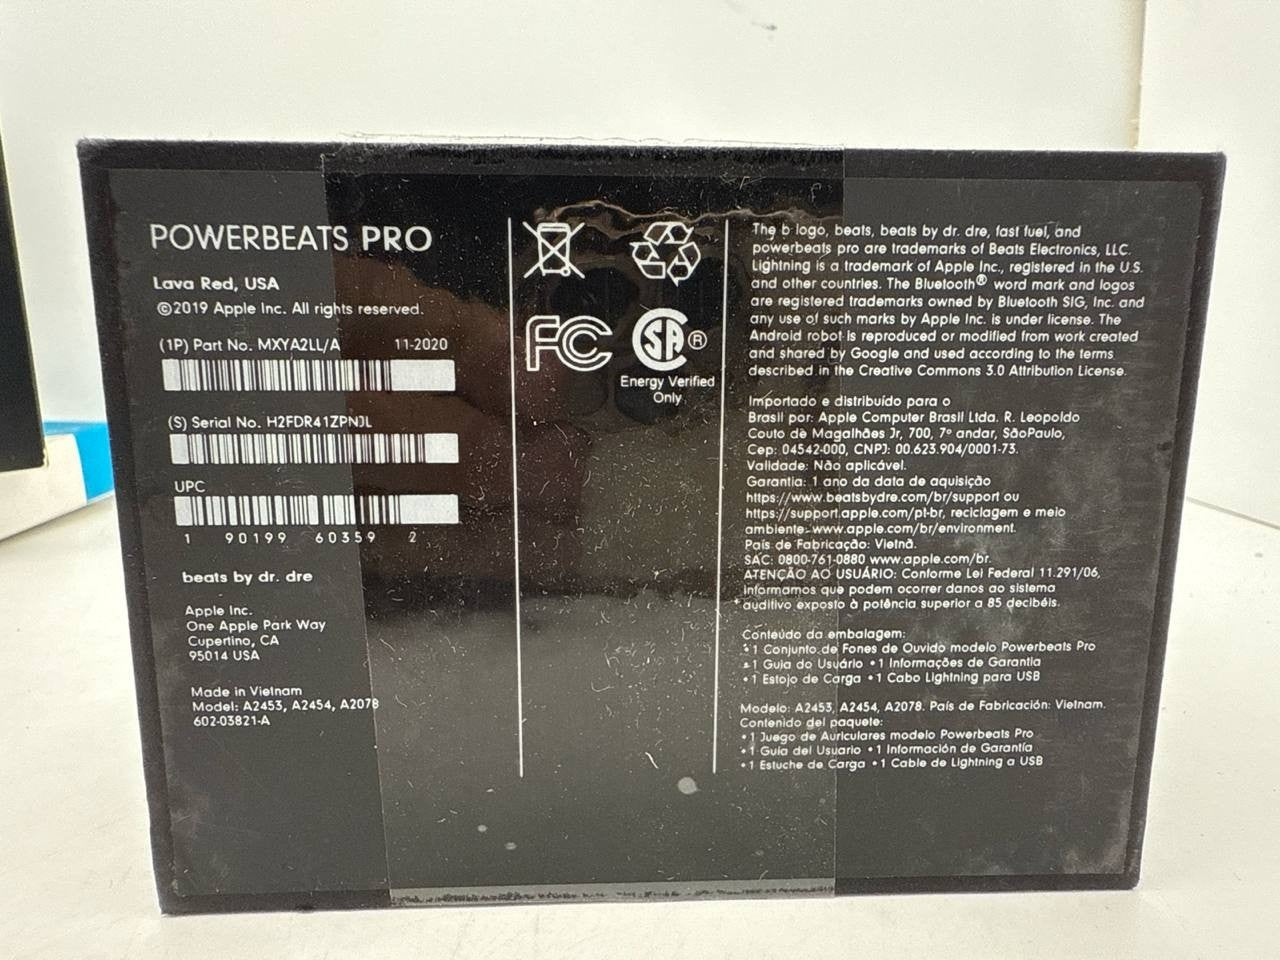 POWERBEATS PRO
Lava Red, USA
©2019 Apple Inc. All rights reserved.
(1P) Part No. MXYA2LL/A 11-2020
(S) Serial No. H2FDR41ZPN0L
UPC
1 90199 60359 2
beats by dr. dre
Apple Inc.
One Apple Park Way
Cupertino, CA
95014 USA
Made in Vietnam
Model: A2453, A2454, A2078
602-03821-A
FC
SA ®
Energy Verified
Only
The b logo, beats, beats by dr. dre, fast fuel, and
powerbeats pro are trademarks of Beats Electronics, LLC.
Lightning is a trademark of Apple Inc., registered in the U.S.
and other countries. The Bluetooth® word mark and logos
are registered trademarks owned by Bluetooth SIG, Inc. and
any use of such marks by Apple Inc. is under license. The
Android robot is reproduced or modified from work created
and shared by Google and used according to the terms
described in the Creative Commons 3.0 Attribution License.
Importado e distribuído para o
Brasil por: Apple Computer Brasil Ltda. R. Leopoldo
Couto de Magalhães Jr, 700, 7º andar, SãoPaulo,
Cep: 04542-000, CNPJ: 00.623.904/0001-73.
Validade: Não aplicável.
Garantia: 1 ano da data de aquisição
https://www.beatsbydre.com/br/support ou
https://support.apple.com/pt-br, reciclagem e meio
ambiente: www.apple.com/br/environment.
País de Fabricação: Vietnã.
SAC: 0800-761-0880 www.apple.com/br.
ATENÇÃO AO USUÁRIO: Conforme Lei Federal 11.291/06,
informamos que podem ocorrer danos ao sistema
auditivo exposto à potência superior a 85 decibéis.
Conteúdo da embalagem:
• 1 Conjunto de Fones de Ouvido modelo Powerbeats Pro
• 1 Guia do Usuário • 1 Informações de Garantia
• 1 Estojo de Carga • 1 Cabo Lightning para USB
Modelo: A2453, A2454, A2078. País de Fabricación: Vietnam.
Contenido del paquete:
• 1 Juego de Auriculares modelo Powerbeats Pro
• 1 Guía del Usuario • 1 Información de Garantía
• 1 Estuche de Carga • 1 Cable de Lightning a USB